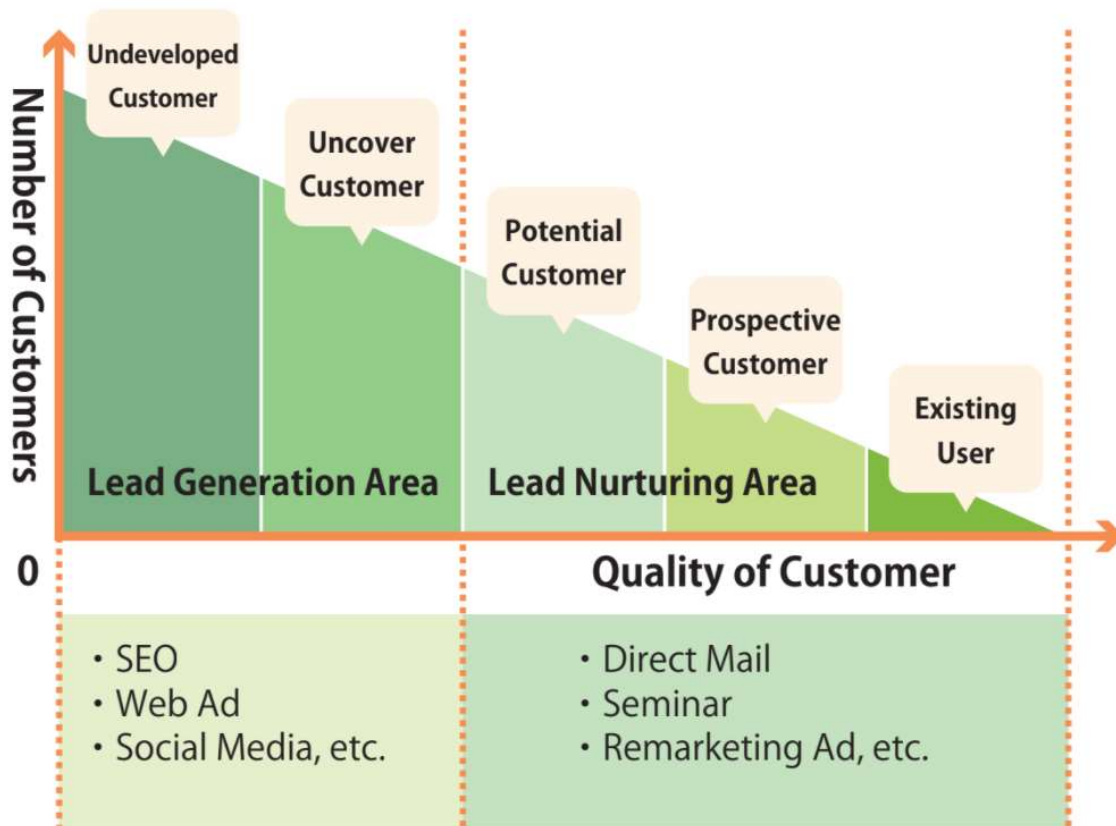 Number of Customers
Undeveloped
Customer
Uncover
Customer
Potential
Customer
Prospective
Customer
Existing
User
Lead Generation Area
Lead Nurturing Area
0
Quality of Customer
・SEO
・Web Ad
・Social Media, etc.
・Direct Mail
・Seminar
・Remarketing Ad, etc.